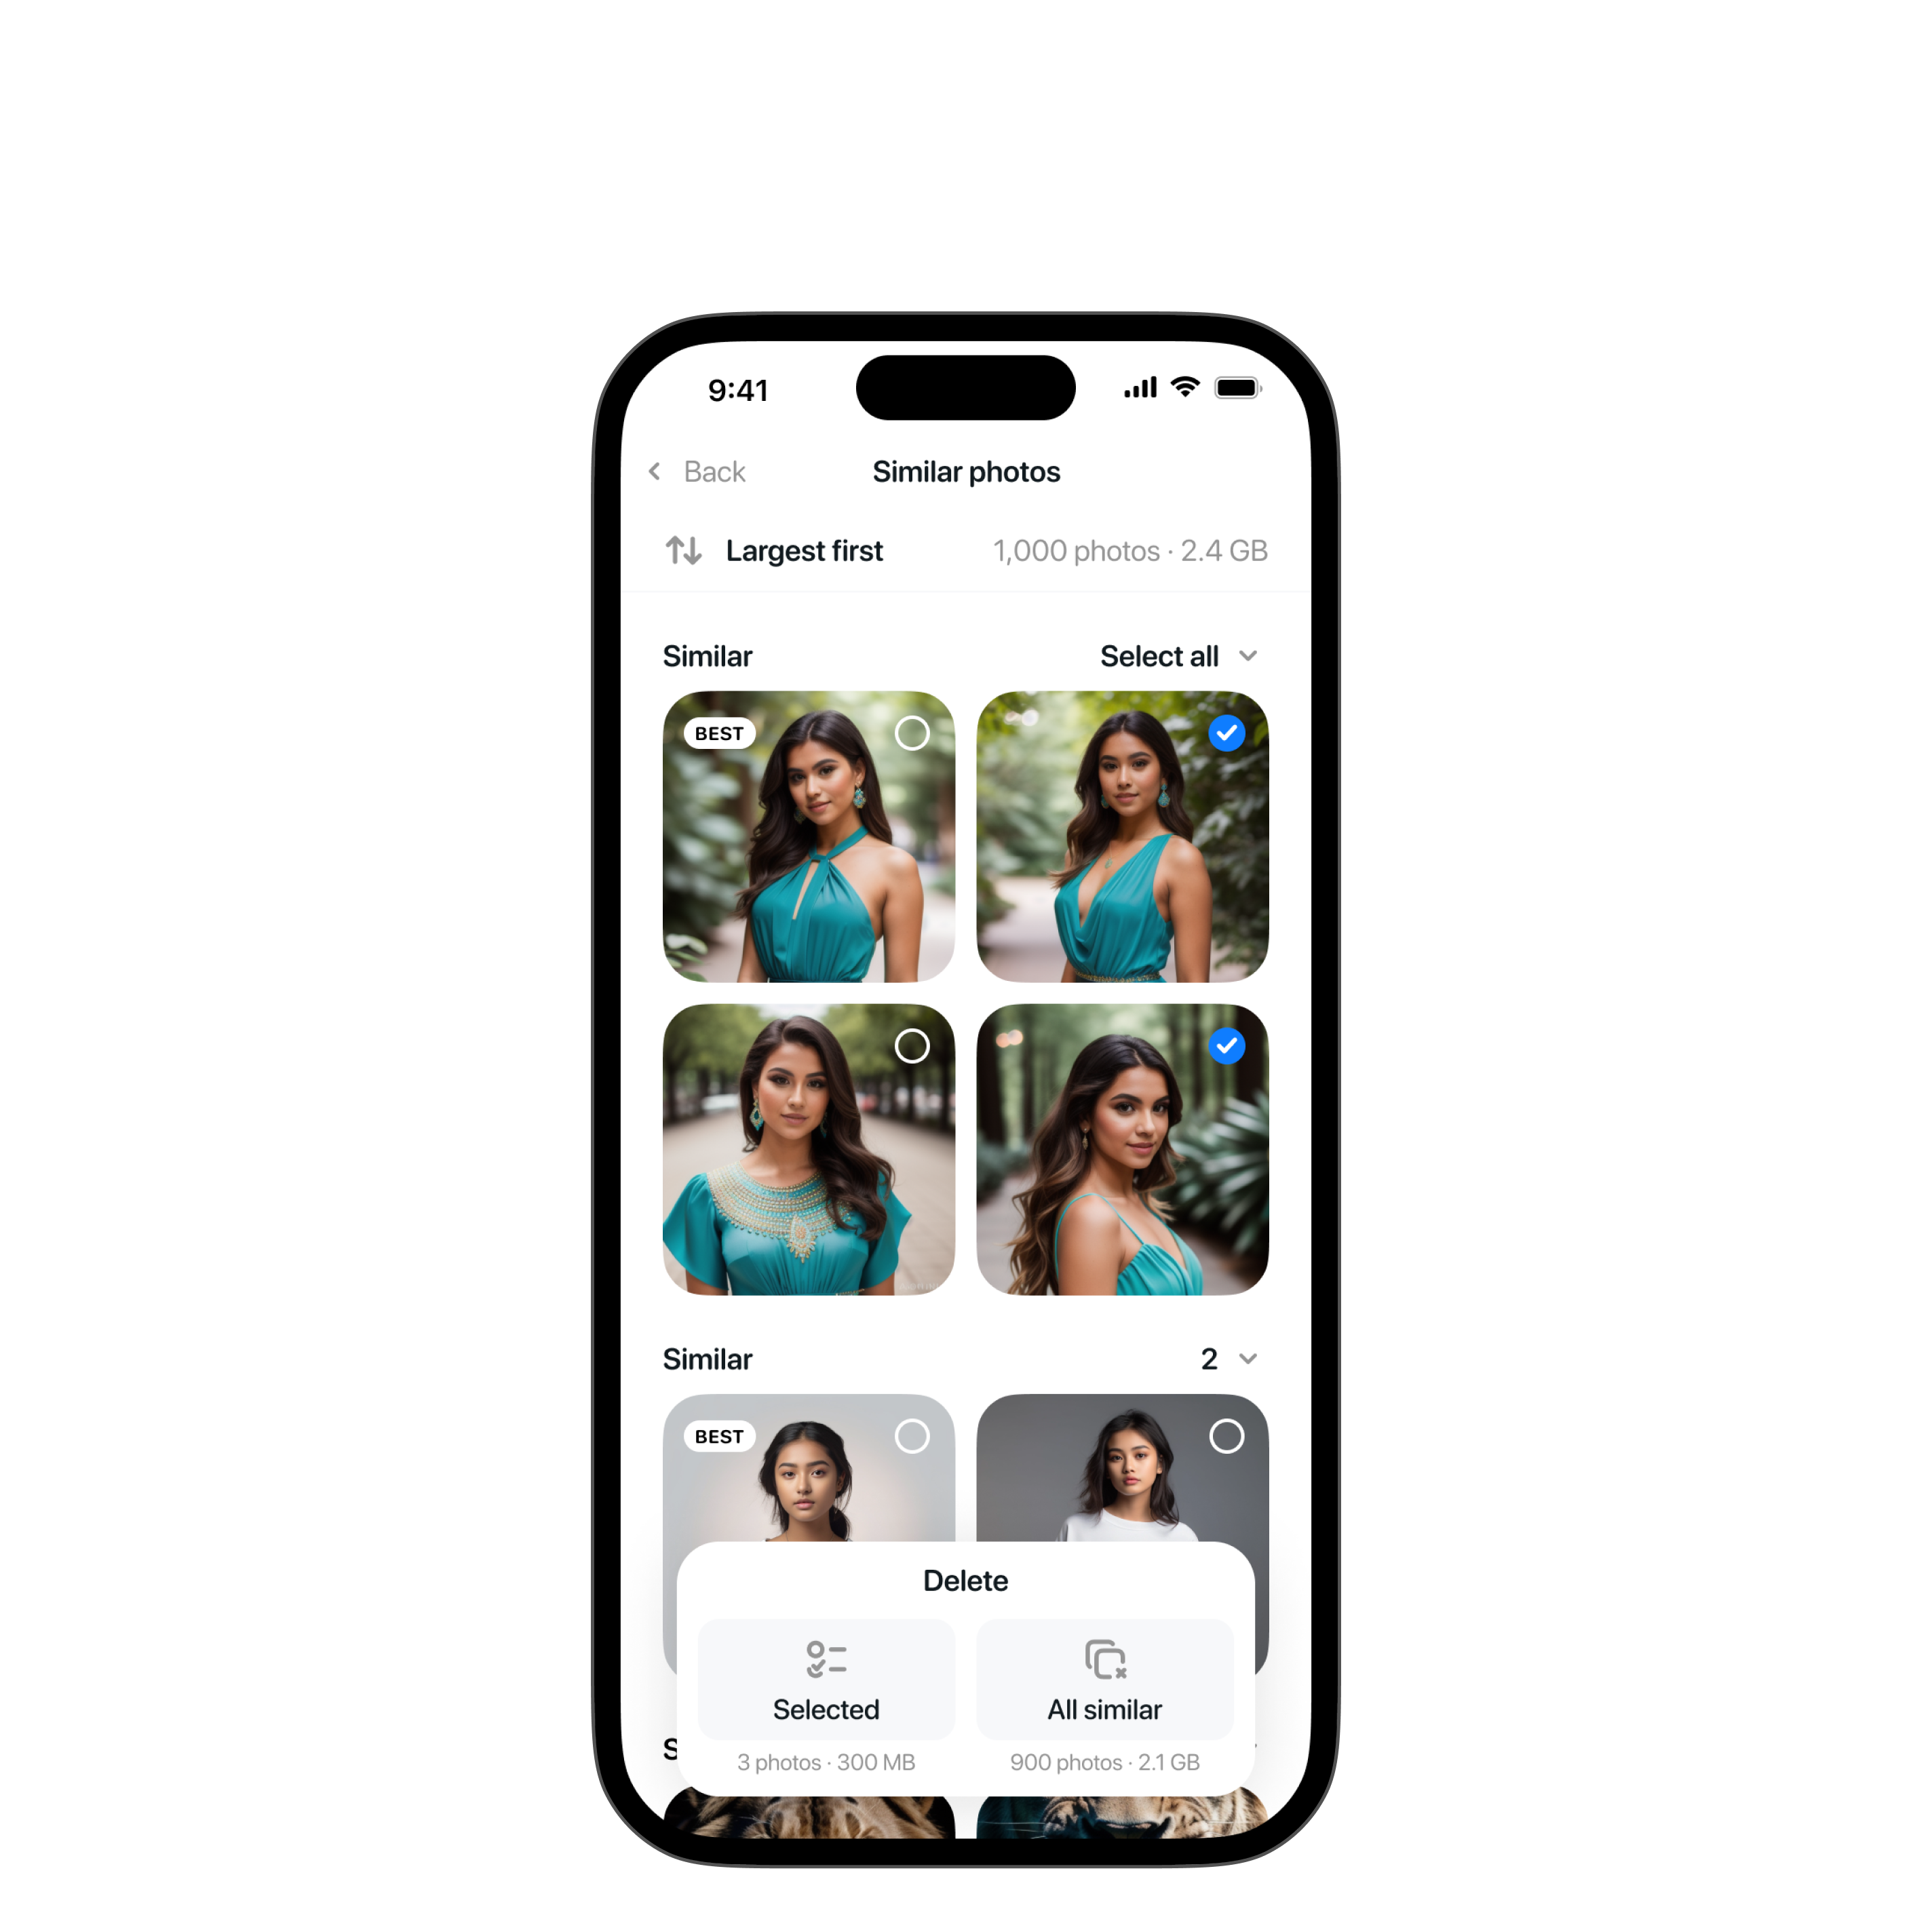 9:41
Back
Similar photos
Largest first
1,000 photos · 2.4 GB
Similar
Select all
BEST
Similar
2
BEST
Delete
Selected
All similar
3 photos · 300 MB
900 photos · 2.1 GB